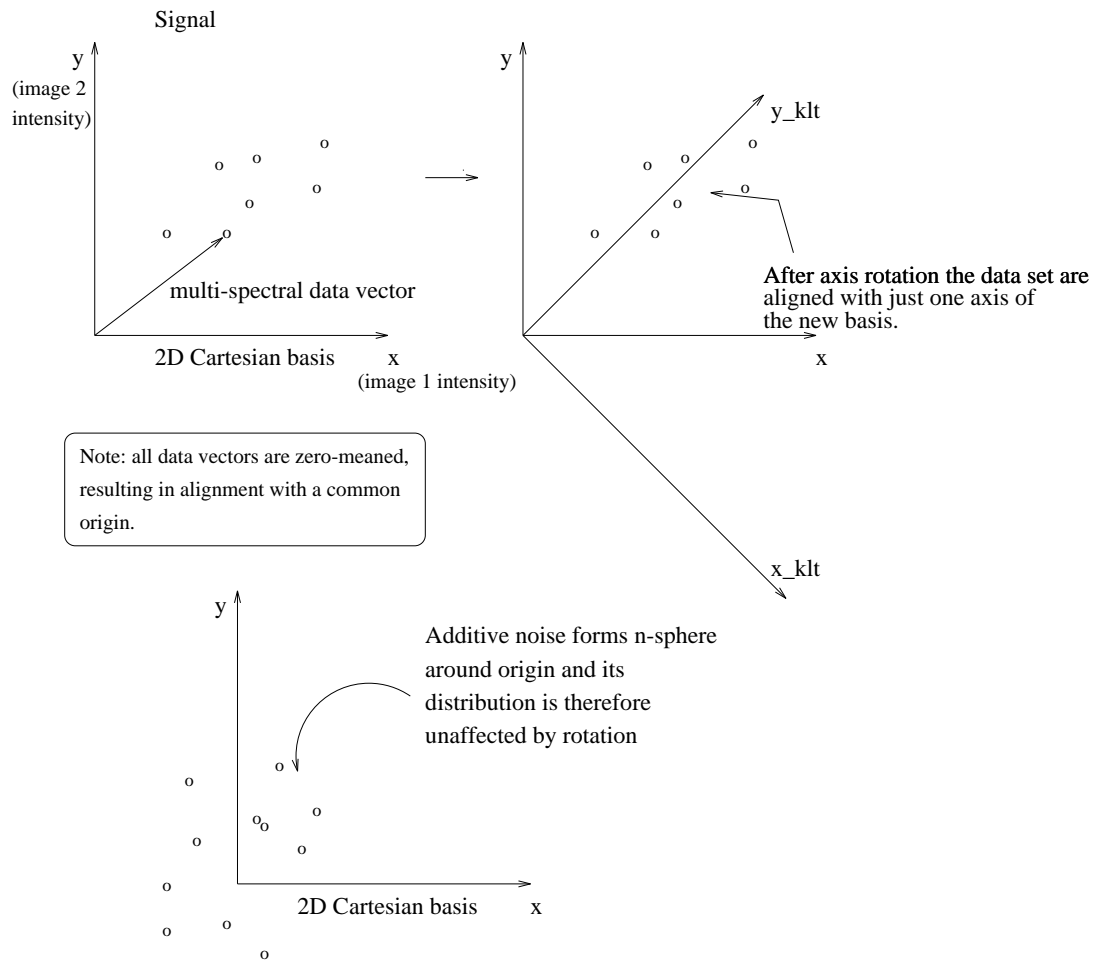 Signal
y
(image 2
intensity)
o
o
o
o
o
o
o
multi-spectral data vector
2D Cartesian basis
x
(image 1 intensity)
y
y_klt
o
o
o
o
o
o
o
After axis rotation the data set are
aligned with just one axis of
the new basis.
x
x_klt
Note: all data vectors are zero-meaned,
resulting in alignment with a common
origin.
y
Additive noise forms n-sphere
around origin and its
distribution is therefore
unaffected by rotation
o
o
o
o
o
o
o
o
o
o
o
2D Cartesian basis
x